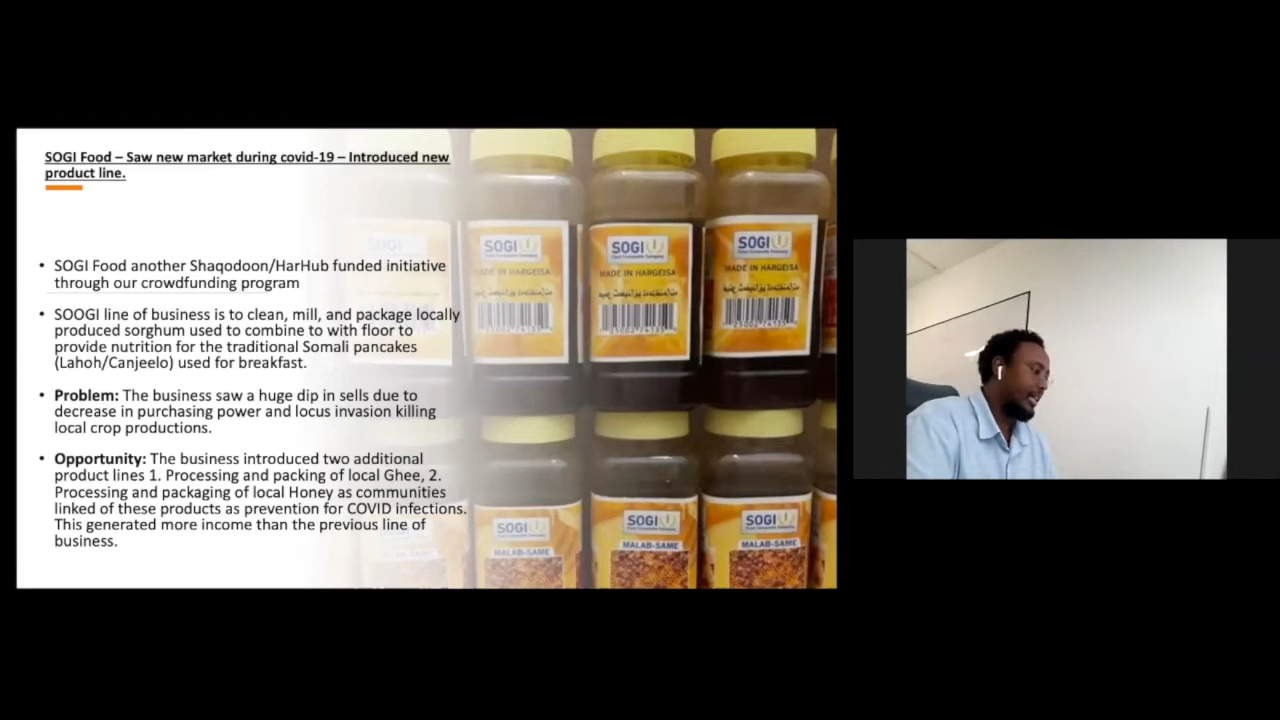 SOGI Food – Saw new market during covid-19 – Introduced new
product line.
• SOGI Food another Shaqodoon/HarHub funded initiative
through our crowdfunding program
• SOOGI line of business is to clean, mill, and package locally
produced sorghum used to combine to with floor to
provide nutrition for the traditional Somali pancakes
(Lahoh/Canjeelo) used for breakfast.
• Problem: The business saw a huge dip in sells due to
decrease in purchasing power and locus invasion killing
local crop productions.
• Opportunity: The business introduced two additional
product lines 1. Processing and packing of local Ghee, 2.
Processing and packaging of local Honey as communities
linked of these products as prevention for COVID infections.
This generated more income than the previous line of
business.
SOGI
SOGI
SOGI
SOGI
MADE IN HARGEISA
MADE IN HARGEISA
MADE IN HARGEISA
SOGI
SOGI
SOGI
MALAB-SAME
MALAB-SAME
MALAB-SAME